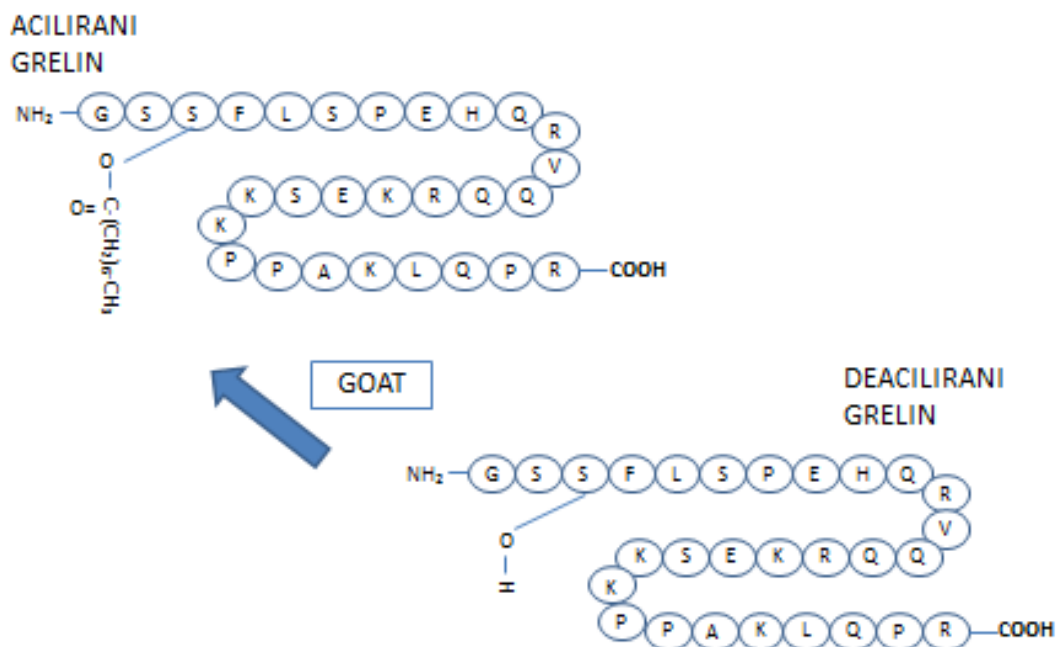 ACILIRANI
GRELIN
NH₂ G S S F L S P E H Q
R
V
O
K S E K R Q Q
O=
C-(CH₂)₆-CH₃
K
P P A K L Q P R COOH
GOAT
DEACILIRANI
GRELIN
NH₂ G S S F L S P E H Q
R
V
O
H
K S E K R Q Q
K
P P A K L Q P R COOH